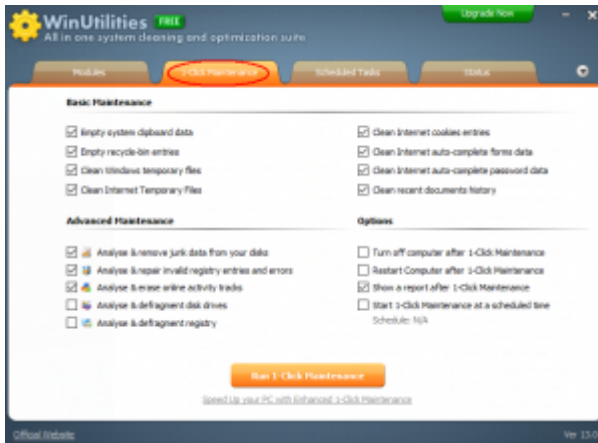 WinUtilities FREE
Upgrade Now
All in one system cleaning and optimization suite
Modules 1-Click Maintenance Scheduled Tasks Status
Basic Maintenance
Empty system clipboard data
Empty recycle-bin entries
Clean Windows temporary files
Clean Internet Temporary Files
Clean Internet cookies entries
Clean Internet auto-complete forms data
Clean Internet auto-complete password data
Clean recent documents history
Advanced Maintenance
Analyse & remove junk data from your disks
Analyse & repair invalid registry entries and errors
Analyse & erase online activity tracks
Analyse & defragment disk drives
Analyse & defragment registry
Options
Turn off computer after 1-Click Maintenance
Restart Computer after 1-Click Maintenance
Show a report after 1-Click Maintenance
Start 1-Click Maintenance at a scheduled time
Schedule: N/A
Run 1-Click Maintenance
Speed Up your PC with Enhanced 1-Click Maintenance
Official Website
Ver 13.0